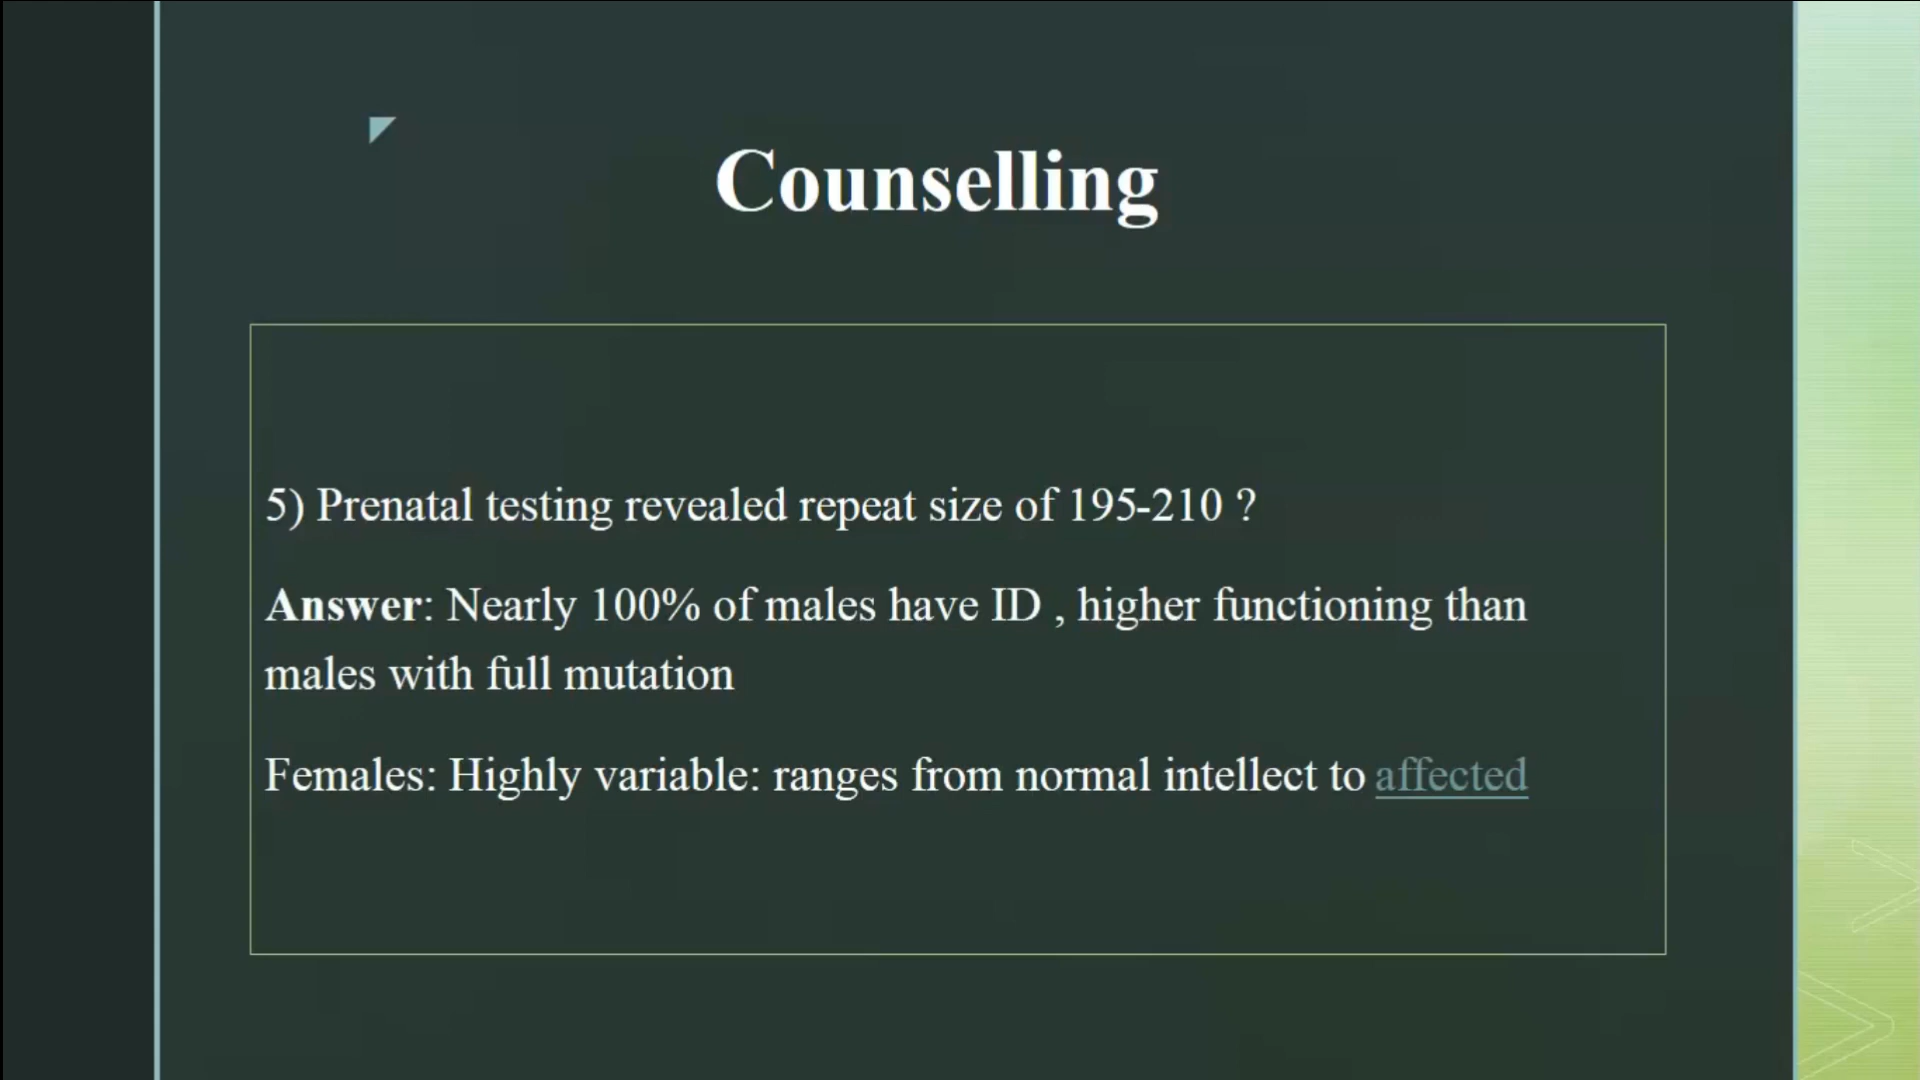 Counselling
5) Prenatal testing revealed repeat size of 195-210 ?
Answer: Nearly 100% of males have ID , higher functioning than
males with full mutation
Females: Highly variable: ranges from normal intellect to affected